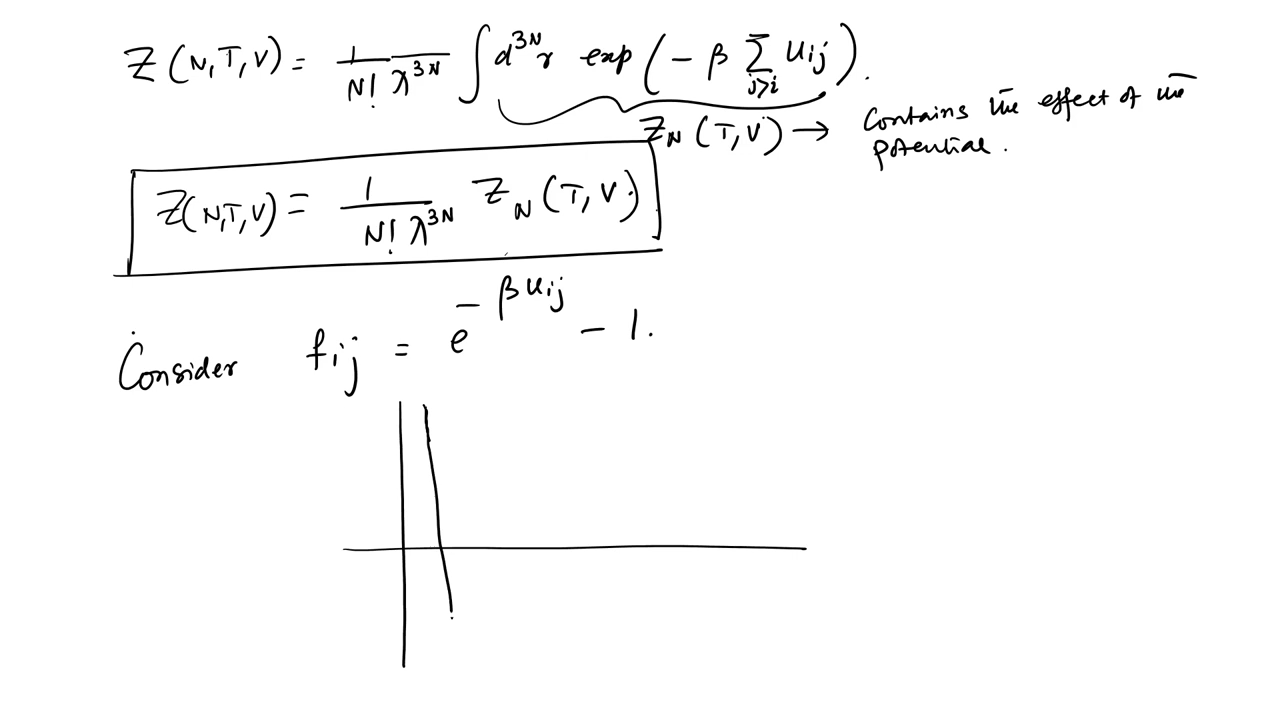 Z (N,T,V) = 1/(N! λ^{3N}) ∫ d^{3N}r exp ( - β Σ_{j>i} u_{ij} ).
Z_N (T,V) → Contains the effect of the
potential.
Z(N,T,V) = 1/(N! λ^{3N}) Z_N (T,V)
Consider f_{ij} = e^{-βu_{ij}} - 1.